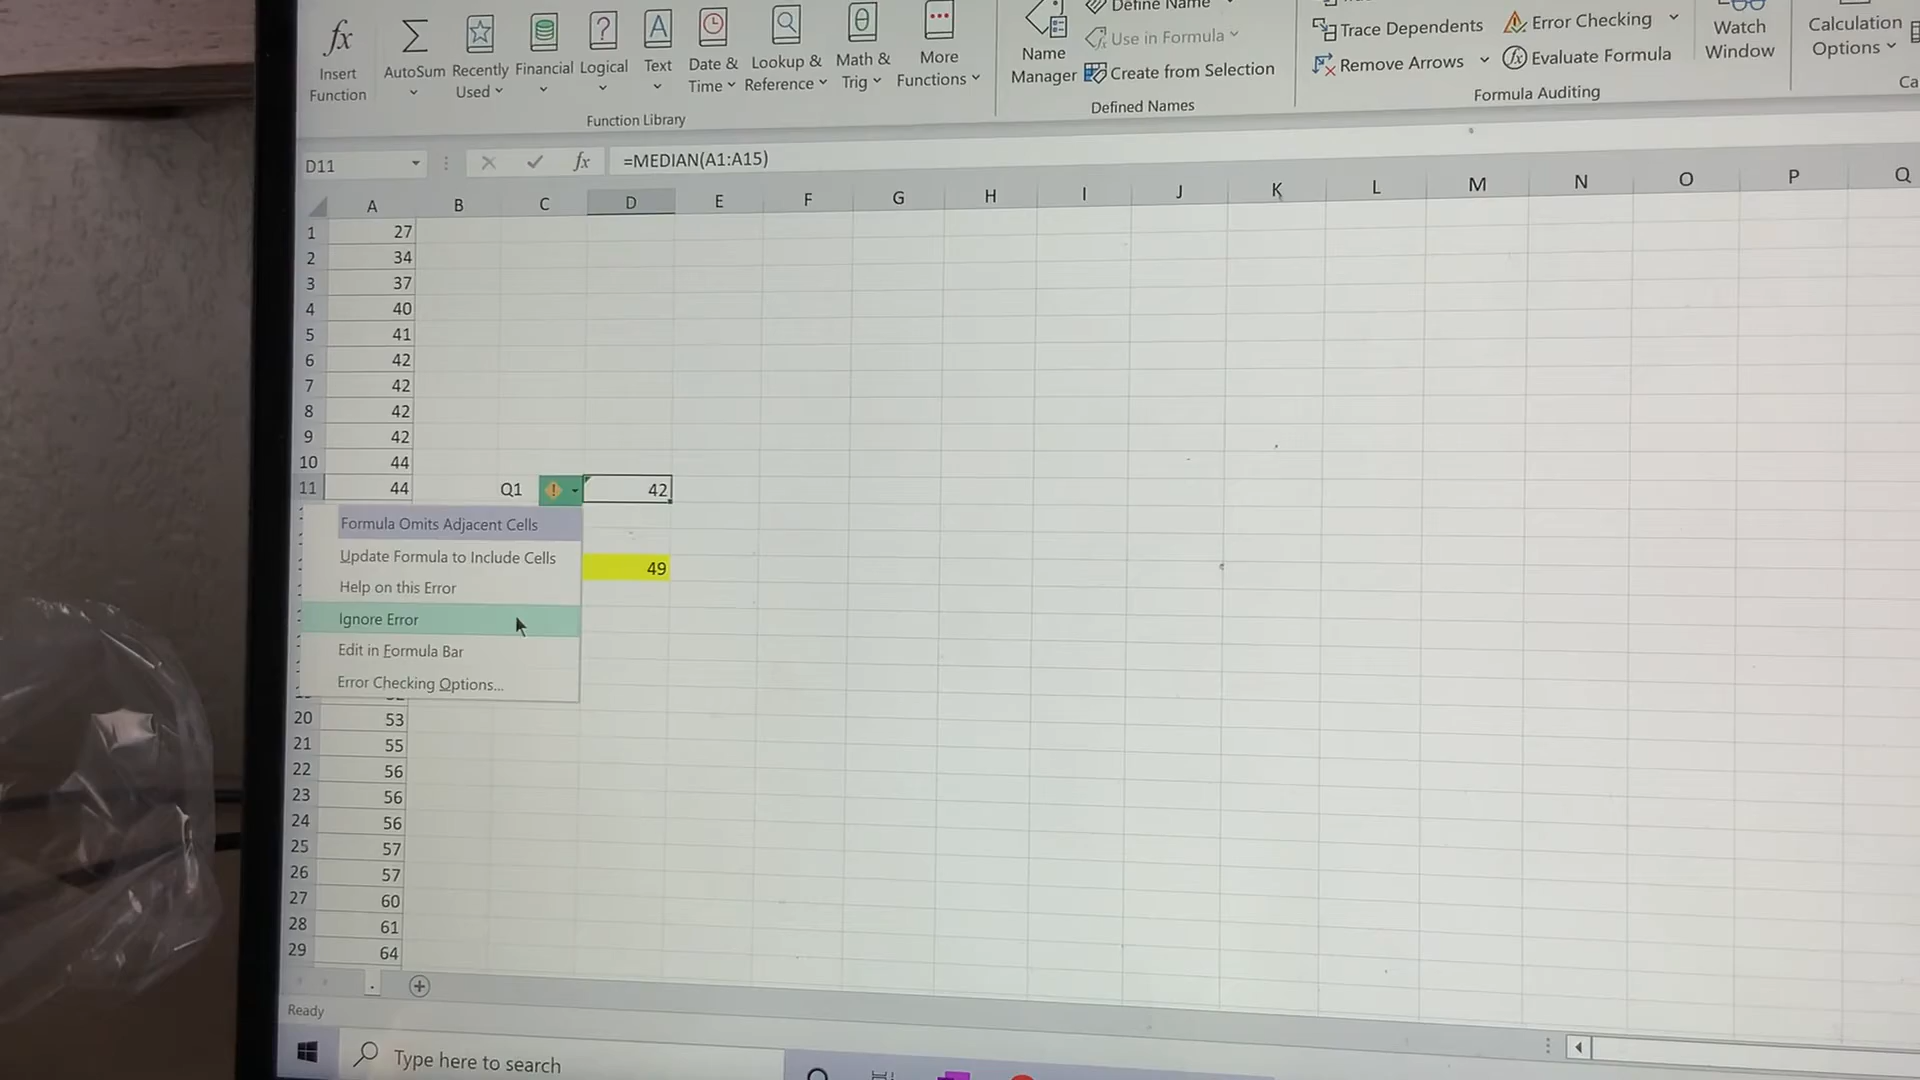 Define Name
Insert Function
AutoSum
Recently Used
Financial
Logical
Text
Date & Time
Lookup & Reference
Math & Trig
More Functions
Function Library
Name Manager
Use in Formula
Create from Selection
Defined Names
Trace Dependents
Remove Arrows
Error Checking
Evaluate Formula
Formula Auditing
Watch Window
Calculation Options
Ca
D11
fx
=MEDIAN(A1:A15)
A B C D E F G H I J K L M N O P Q
1 27
2 34
3 37
4 40
5 41
6 42
7 42
8 42
9 42
10 44
11 44 Q1 42
Formula Omits Adjacent Cells
Update Formula to Include Cells
49
Help on this Error
Ignore Error
Edit in Formula Bar
Error Checking Options...
20 53
21 55
22 56
23 56
24 56
25 57
26 57
27 60
28 61
29 64
Ready
Type here to search